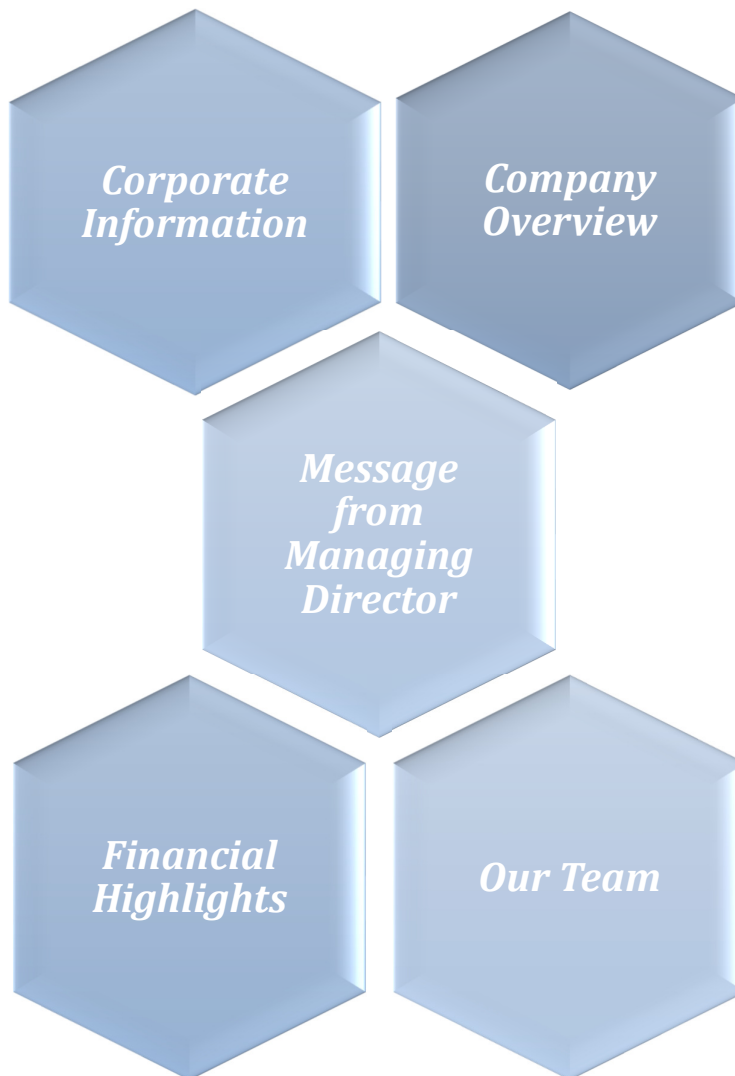 Corporate
Information
Company
Overview
Message
from
Managing
Director
Financial
Highlights
Our Team